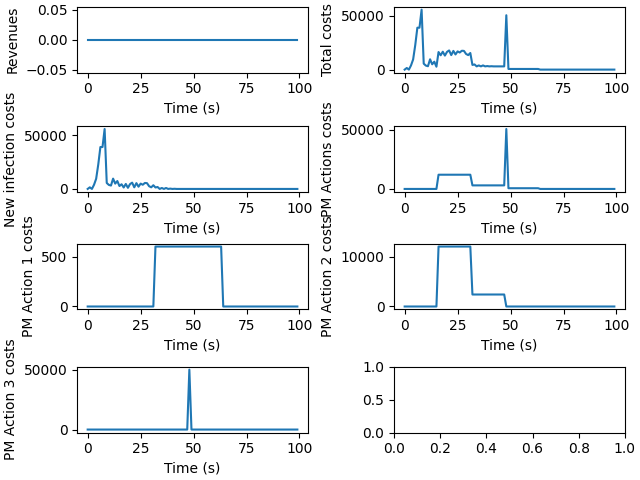 Revenues
0.05
0.00
−0.05
0 25 50 75 100
Time (s)
Total costs
50000
0
0 25 50 75 100
Time (s)
New infection costs
50000
0
0 25 50 75 100
Time (s)
PM Actions costs
50000
0
0 25 50 75 100
Time (s)
PM Action 1 costs
500
0
0 25 50 75 100
Time (s)
PM Action 2 costs
10000
0
0 25 50 75 100
Time (s)
PM Action 3 costs
50000
0
0 25 50 75 100
Time (s)
1.0
0.5
0.0
0.0 0.2 0.4 0.6 0.8 1.0